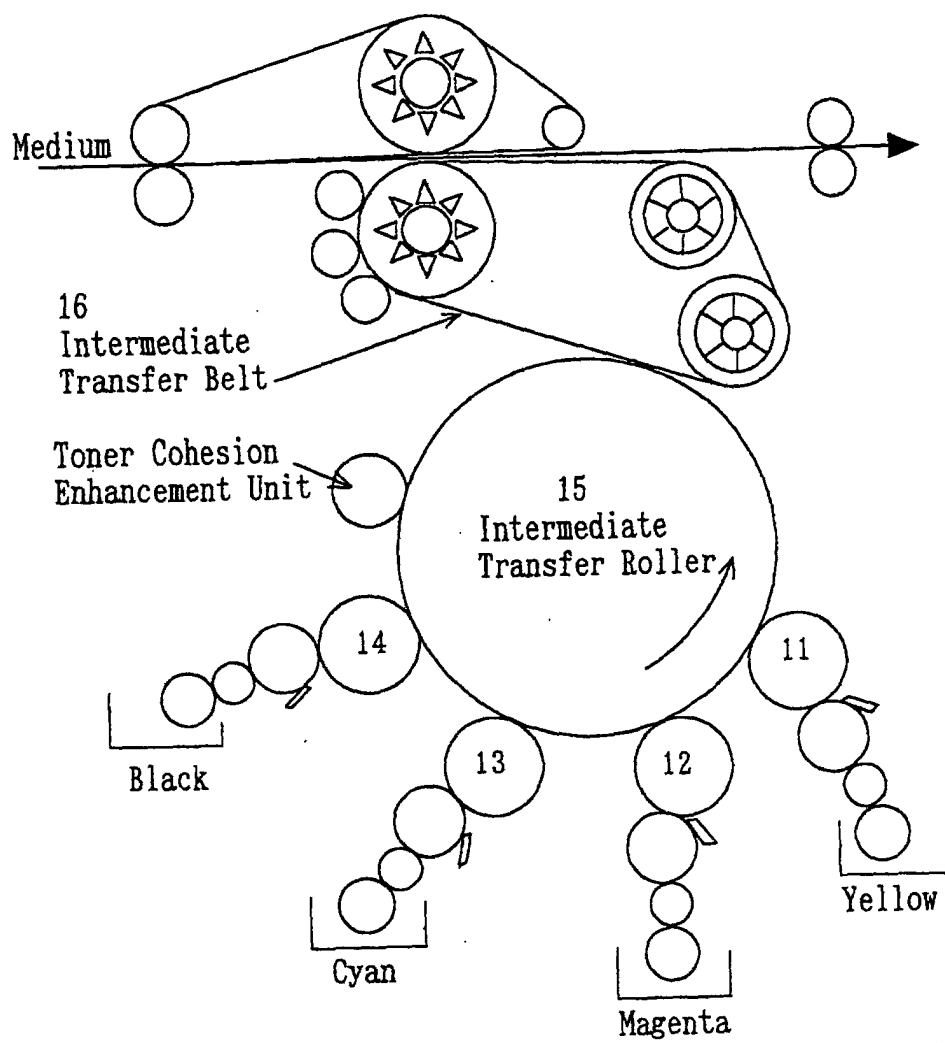 Medium
16
Intermediate
Transfer Belt
Toner Cohesion
Enhancement Unit
15
Intermediate
Transfer Roller
14
11
13
12
Black
Yellow
Cyan
Magenta